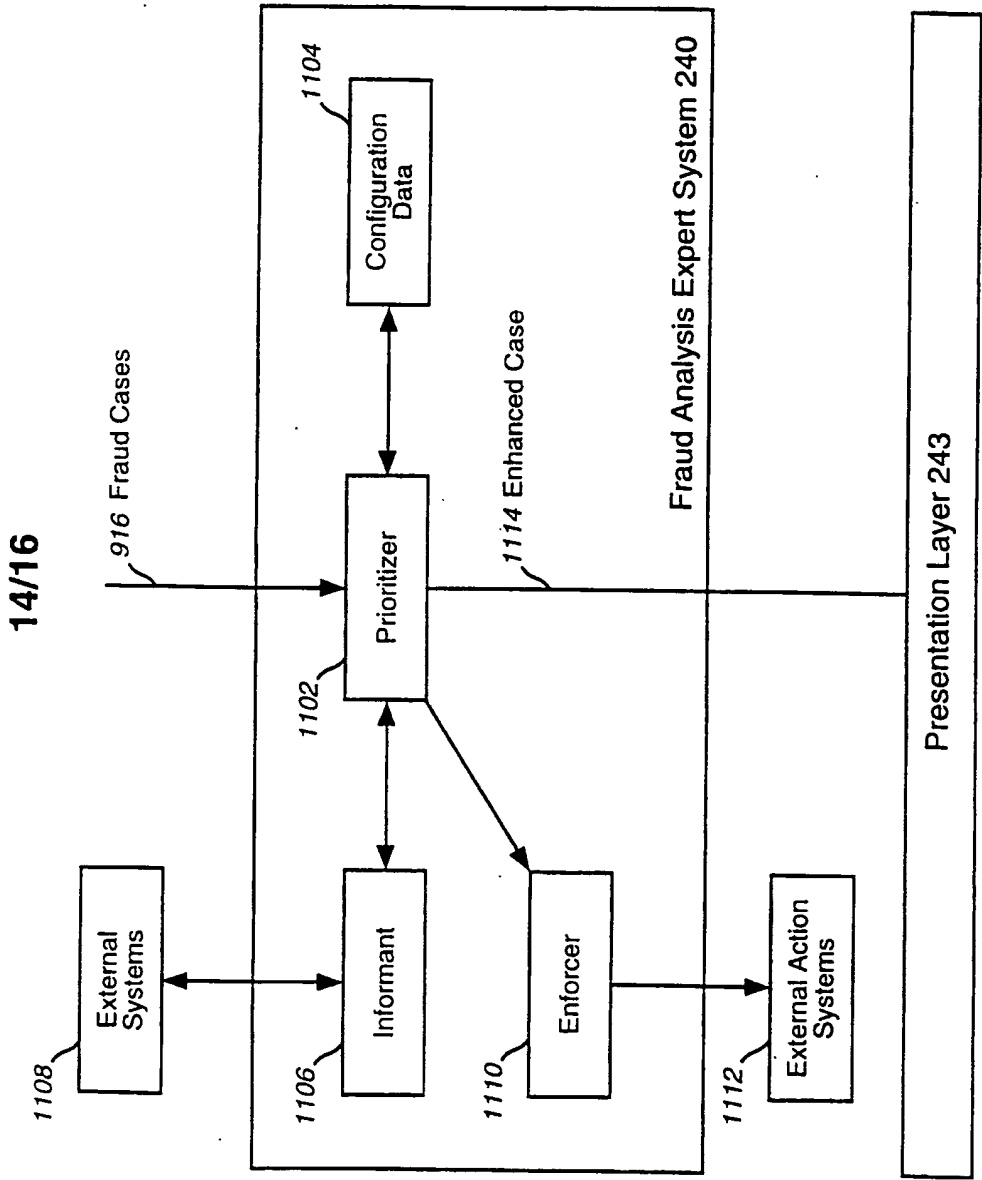 14/16
916 Fraud Cases
1108
External
Systems
1106
Informant
1102
Prioritizer
1104
Configuration
Data
1110
Enforcer
1114 Enhanced Case
Fraud Analysis Expert System 240
1112
External Action
Systems
Presentation Layer 243